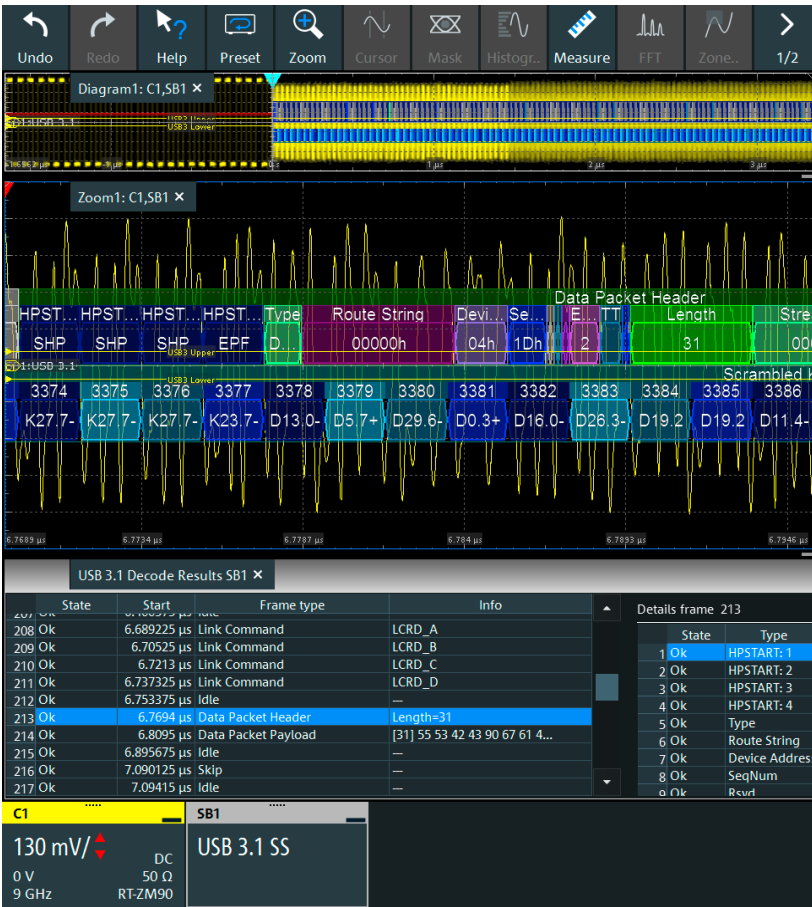 Undo Redo Help Preset Zoom Cursor Mask Histogr.. Measure FFT Zone.. 1/2
Diagram1: C1,SB1 ×
USB3 Upper
USB3 Lower
0 s 1 µs 2 µs 3 µs
Zoom1: C1,SB1 ×
Data Packet Header
HPST... HPST... HPST... HPST... Type Route String Devi... Se... E... TT Length Stre
SHP SHP SHP EPF D... 00000h 04h 1Dh 2 31 00
USB3 Upper
USB 3.1
USB3 Lower
Scrambled
3374 3375 3376 3377 3378 3379 3380 3381 3382 3383 3384 3385 3386
K27.7- K27.7- K27.7- K23.7- D13.0- D5.7+ D29.6- D0.3+ D16.0- D26.3- D19.2 D19.2 D11.4-
6.7689 µs 6.7734 µs 6.7787 µs 6.784 µs 6.7893 µs 6.7946 µs
USB 3.1 Decode Results SB1 ×
State Start Frame type Info
208 Ok 6.689225 µs Link Command LCRD_A
209 Ok 6.70525 µs Link Command LCRD_B
210 Ok 6.7213 µs Link Command LCRD_C
211 Ok 6.737325 µs Link Command LCRD_D
212 Ok 6.753375 µs Idle ---
213 Ok 6.7694 µs Data Packet Header Length=31
214 Ok 6.8095 µs Data Packet Payload [31] 55 53 42 43 90 67 61 4...
215 Ok 6.895675 µs Idle ---
216 Ok 7.090125 µs Skip ---
217 Ok 7.09415 µs Idle ---
Details frame 213
State Type
1 Ok HPSTART: 1
2 Ok HPSTART: 2
3 Ok HPSTART: 3
4 Ok HPSTART: 4
5 Ok Type
6 Ok Route String
7 Ok Device Addres
8 Ok SeqNum
9 Ok Rsvd
C1
130 mV/
DC
0 V 50 Ω
9 GHz RT-ZM90
SB1
USB 3.1 SS